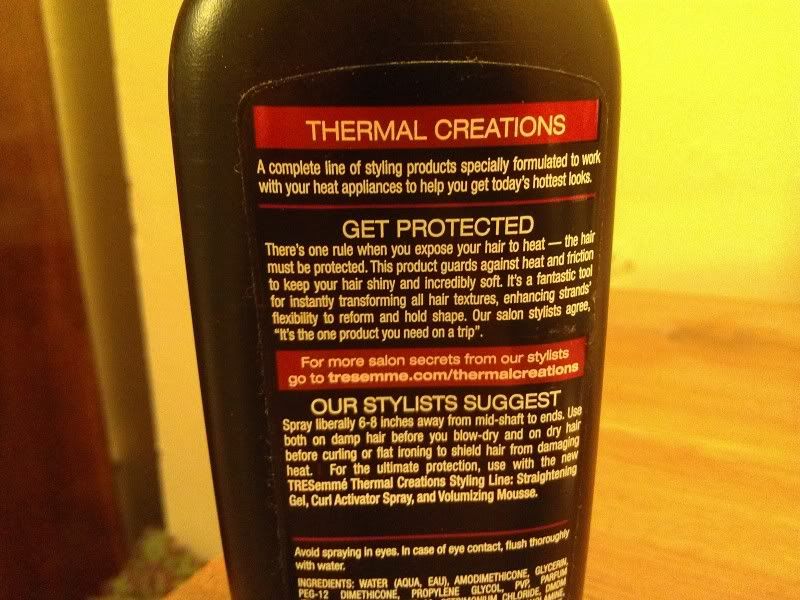 THERMAL CREATIONS
A complete line of styling products specially formulated to work
with your heat appliances to help you get today's hottest looks.
GET PROTECTED
There's one rule when you expose your hair to heat — the hair
must be protected. This product guards against heat and friction
to keep your hair shiny and incredibly soft. It's a fantastic tool
for instantly transforming all hair textures, enhancing strands'
flexibility to reform and hold shape. Our salon stylists agree,
"It's the one product you need on a trip".
For more salon secrets from our stylists
go to tresemme.com/thermalcreations
OUR STYLISTS SUGGEST
Spray liberally 6-8 inches away from mid-shaft to ends. Use
both on damp hair before you blow-dry and on dry hair
before curling or flat ironing to shield hair from damaging
heat. For the ultimate protection, use with the new
TRESemmé Thermal Creations Styling Line: Straightening
Gel, Curl Activator Spray, and Volumizing Mousse.
Avoid spraying in eyes. In case of eye contact, flush thoroughly
with water.
INGREDIENTS: WATER (AQUA, EAU), AMODIMETHICONE, GLYCERIN,
PEG-12 DIMETHICONE, PROPYLENE GLYCOL, PVP, PARFUM
CHLORIDE, DMDM